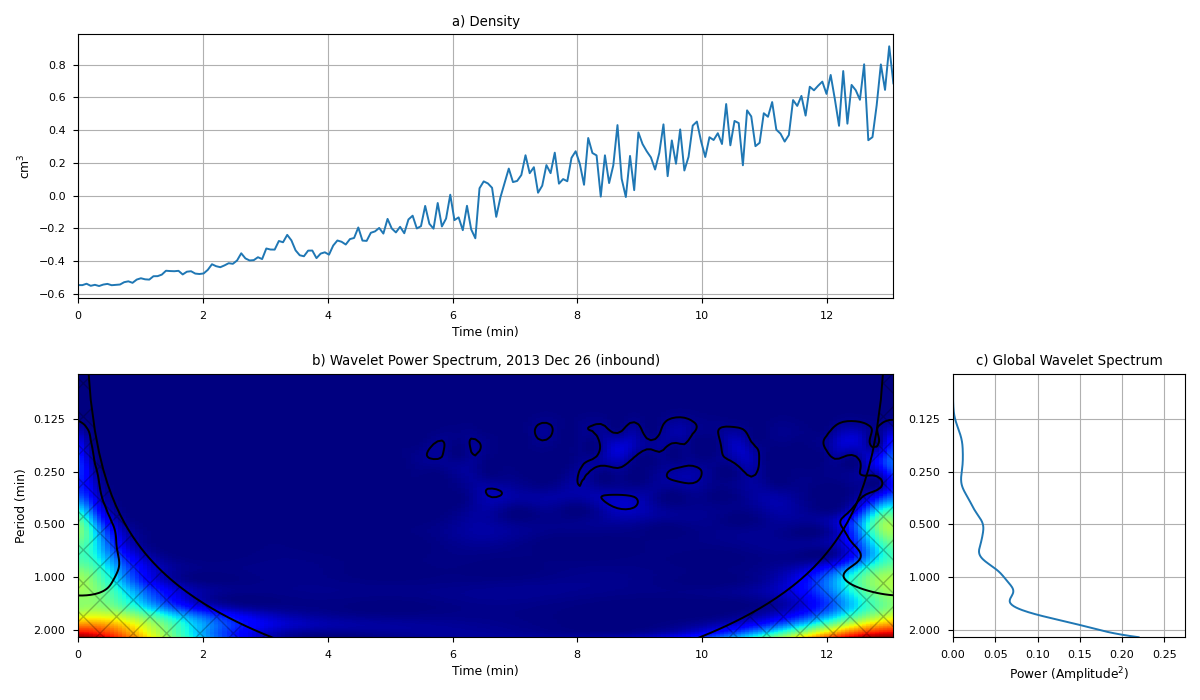 a) Density
cm³
0.8
0.6
0.4
0.2
0.0
−0.2
−0.4
−0.6
0 2 4 6 8 10 12
Time (min)
b) Wavelet Power Spectrum, 2013 Dec 26 (inbound)
Period (min)
0.125
0.250
0.500
1.000
2.000
0 2 4 6 8 10 12
Time (min)
c) Global Wavelet Spectrum
0.125
0.250
0.500
1.000
2.000
0.00 0.05 0.10 0.15 0.20 0.25
Power (Amplitude²)